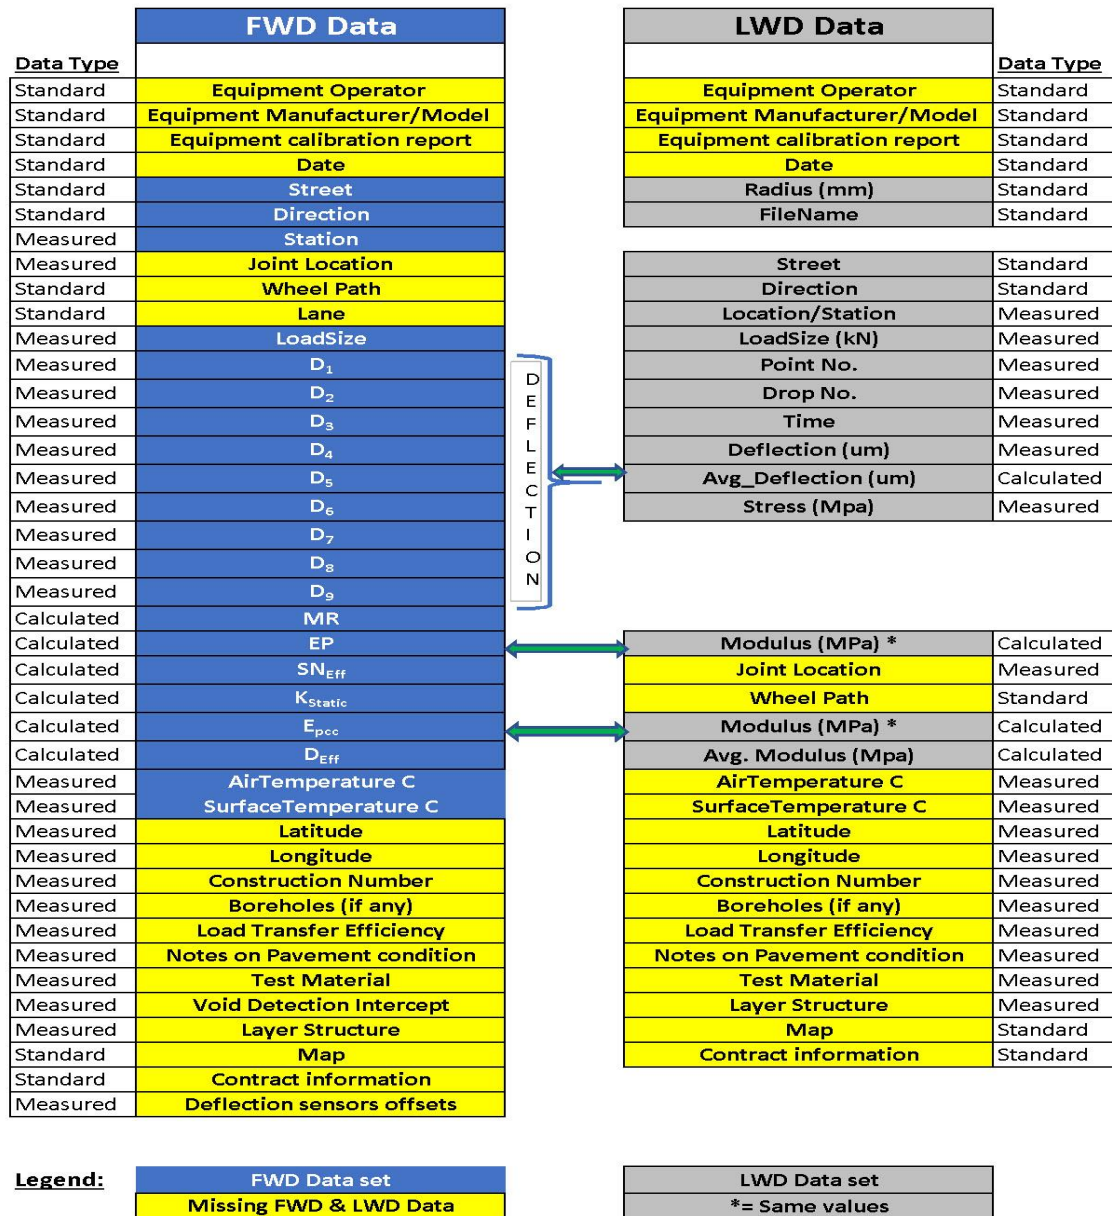 FWD Data LWD Data
Data Type Data Type
Standard Equipment Operator Equipment Operator Standard
Standard Equipment Manufacturer/Model Equipment Manufacturer/Model Standard
Standard Equipment calibration report Equipment calibration report Standard
Standard Date Date Standard
Standard Street Radius (mm) Standard
Standard Direction FileName Standard
Measured Station
Measured Joint Location Street Standard
Standard Wheel Path Direction Standard
Standard Lane Location/Station Measured
Measured LoadSize LoadSize (kN) Measured
Measured D₁ Point No. Measured
Measured D₂ Drop No. Measured
Measured D₃ Time Measured
Measured D₄ Deflection (um) Measured
Measured D₅ DEFLECTION Avg_Deflection (um) Calculated
Measured D₆ Stress (Mpa) Measured
Measured D₇
Measured D₈
Measured D₉
Calculated MR
Calculated EP Modulus (MPa) * Calculated
Calculated SN_Eff Joint Location Measured
Calculated K_Static Wheel Path Standard
Calculated E_pcc Modulus (MPa) * Calculated
Calculated D_Eff Avg. Modulus (Mpa) Calculated
Measured AirTemperature C AirTemperature C Measured
Measured SurfaceTemperature C SurfaceTemperature C Measured
Measured Latitude Latitude Measured
Measured Longitude Longitude Measured
Measured Construction Number Construction Number Measured
Measured Boreholes (if any) Boreholes (if any) Measured
Measured Load Transfer Efficiency Load Transfer Efficiency Measured
Measured Notes on Pavement condition Notes on Pavement condition Measured
Measured Test Material Test Material Measured
Measured Void Detection Intercept Layer Structure Measured
Measured Layer Structure Map Standard
Standard Map Contract information Standard
Standard Contract information
Measured Deflection sensors offsets
Legend: FWD Data set LWD Data set
Missing FWD & LWD Data *= Same values